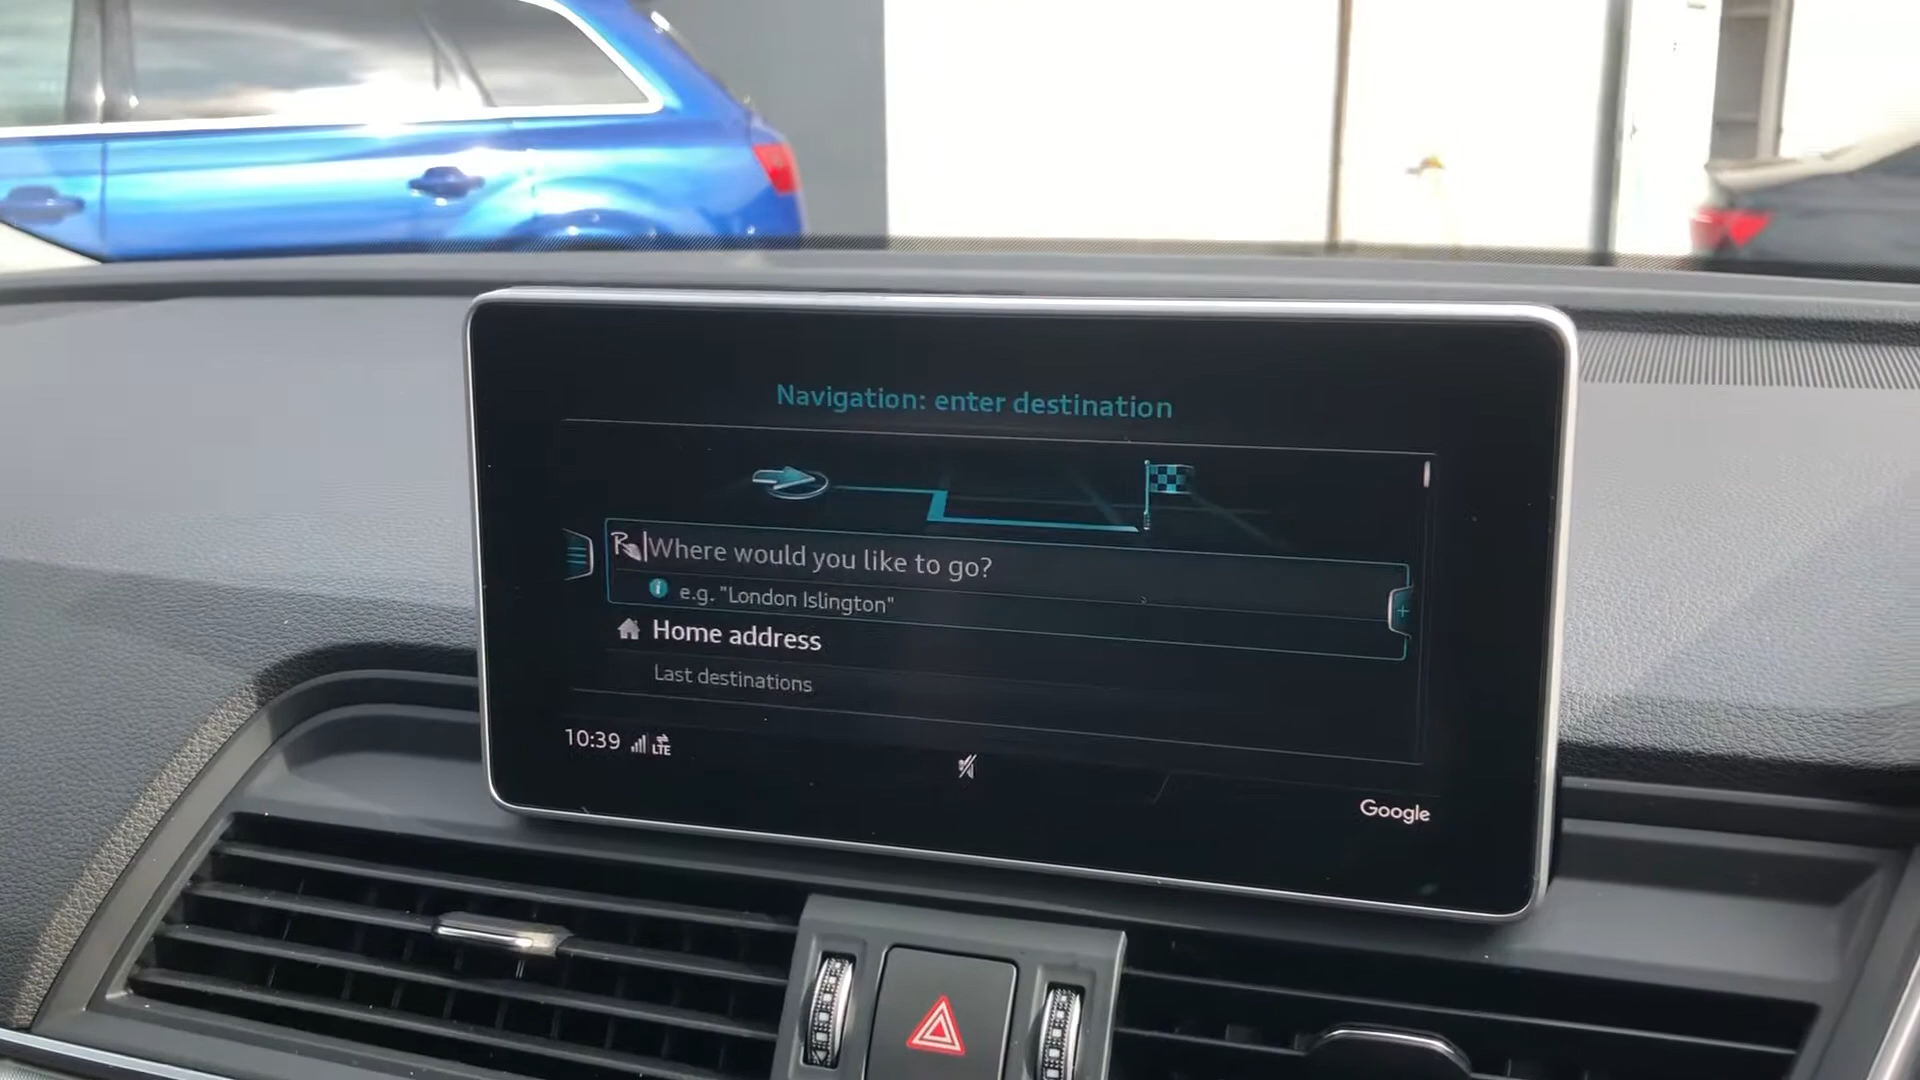 Navigation: enter destination
Where would you like to go?
e.g. "London Islington"
Home address
Last destinations
10:39 LTE
Google